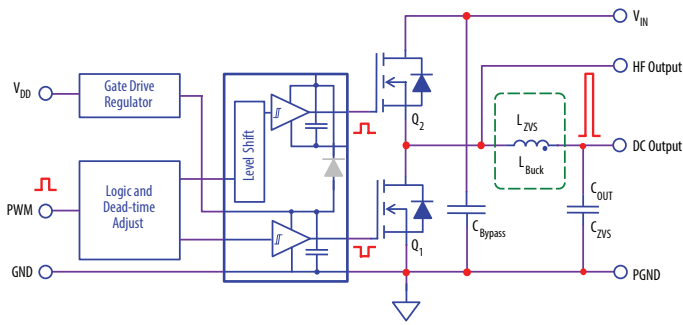 V_IN
HF Output
V_DD
Gate Drive
Regulator
Level Shift
Q_2
L_ZVS
L_Buck
DC Output
PWM
Logic and
Dead-time
Adjust
Q_1
C_Bypass
C_OUT
C_ZVS
GND
PGND